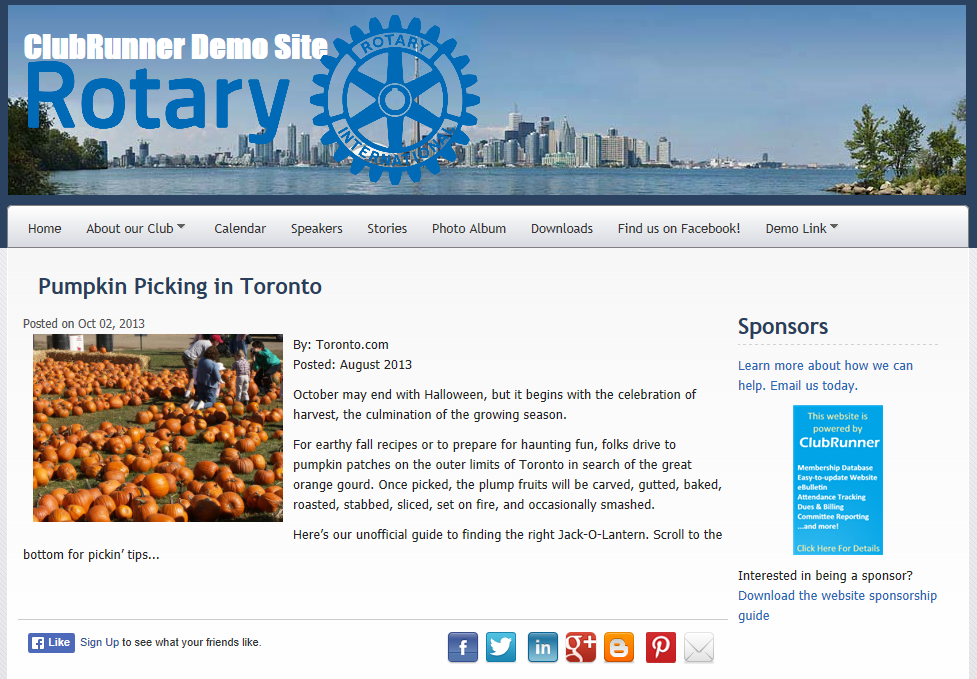 ClubRunner Demo Site
Rotary
ROTARY
INTERNATIONAL
Home
About our Club
Calendar
Speakers
Stories
Photo Album
Downloads
Find us on Facebook!
Demo Link
Pumpkin Picking in Toronto
Posted on Oct 02, 2013
By: Toronto.com
Posted: August 2013
October may end with Halloween, but it begins with the celebration of
harvest, the culmination of the growing season.
For earthy fall recipes or to prepare for haunting fun, folks drive to
pumpkin patches on the outer limits of Toronto in search of the great
orange gourd. Once picked, the plump fruits will be carved, gutted, baked,
roasted, stabbed, sliced, set on fire, and occasionally smashed.
Here’s our unofficial guide to finding the right Jack-O-Lantern. Scroll to the
bottom for pickin’ tips...
Like
Sign Up to see what your friends like.
f
in
g+
Sponsors
Learn more about how we can
help. Email us today.
This website is
powered by
ClubRunner
Membership Database
Easy-to-update Website
eBulletin
Attendance Tracking
Dues & Billing
Committee Reporting
...and more!
Click Here For Details
Interested in being a sponsor?
Download the website sponsorship
guide